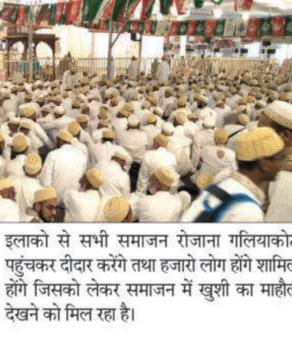 इलाको से सभी समाजन रोजाना गलियाकोट
पहुंचकर दीदार करेंगे तथा हजारो लोग होंगे शामिल
होंगे जिसको लेकर समाजन में खुशी का माहौल
देखने को मिल रहा है।